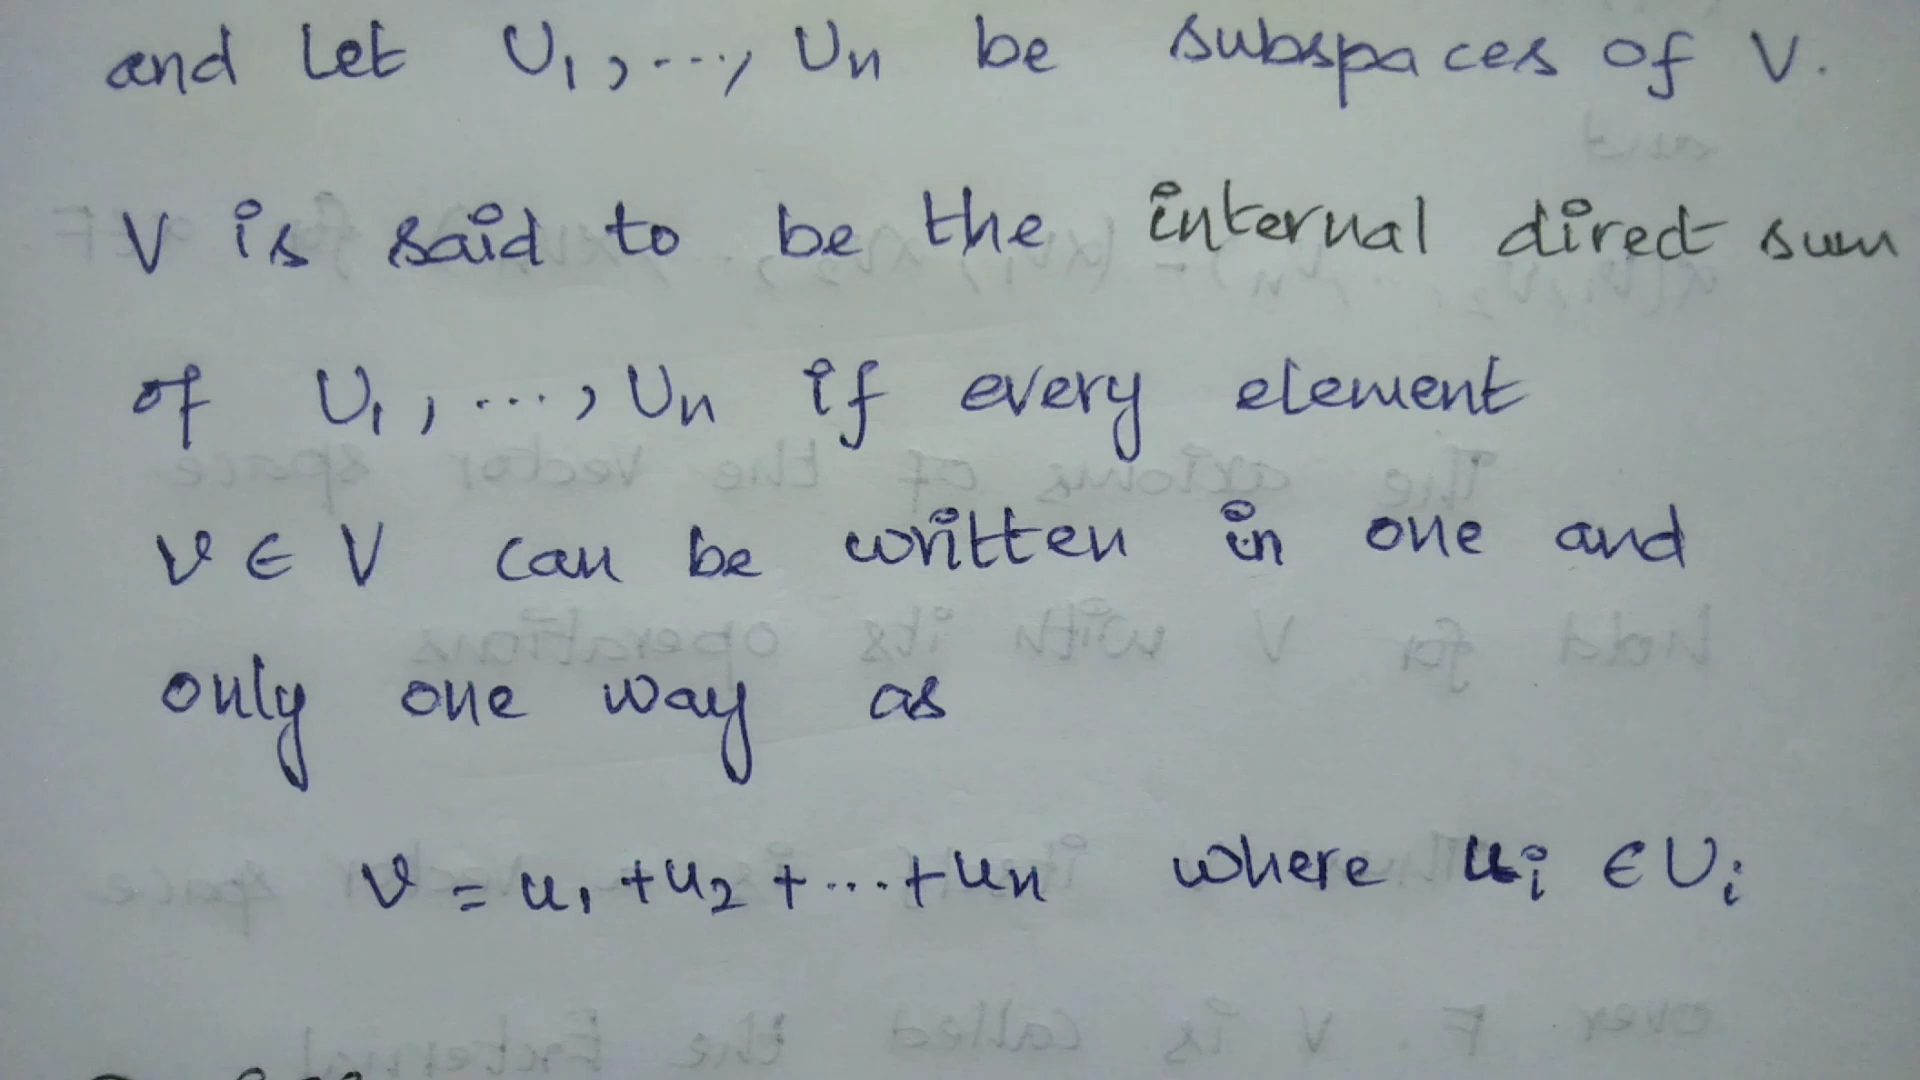 and let U₁, ..., Uₙ be subspaces of V.
V is said to be the internal direct sum
of U₁, ..., Uₙ if every element
v ∈ V can be written in one and
only one way as
v = u₁ + u₂ + ... + uₙ where uᵢ ∈ Uᵢ